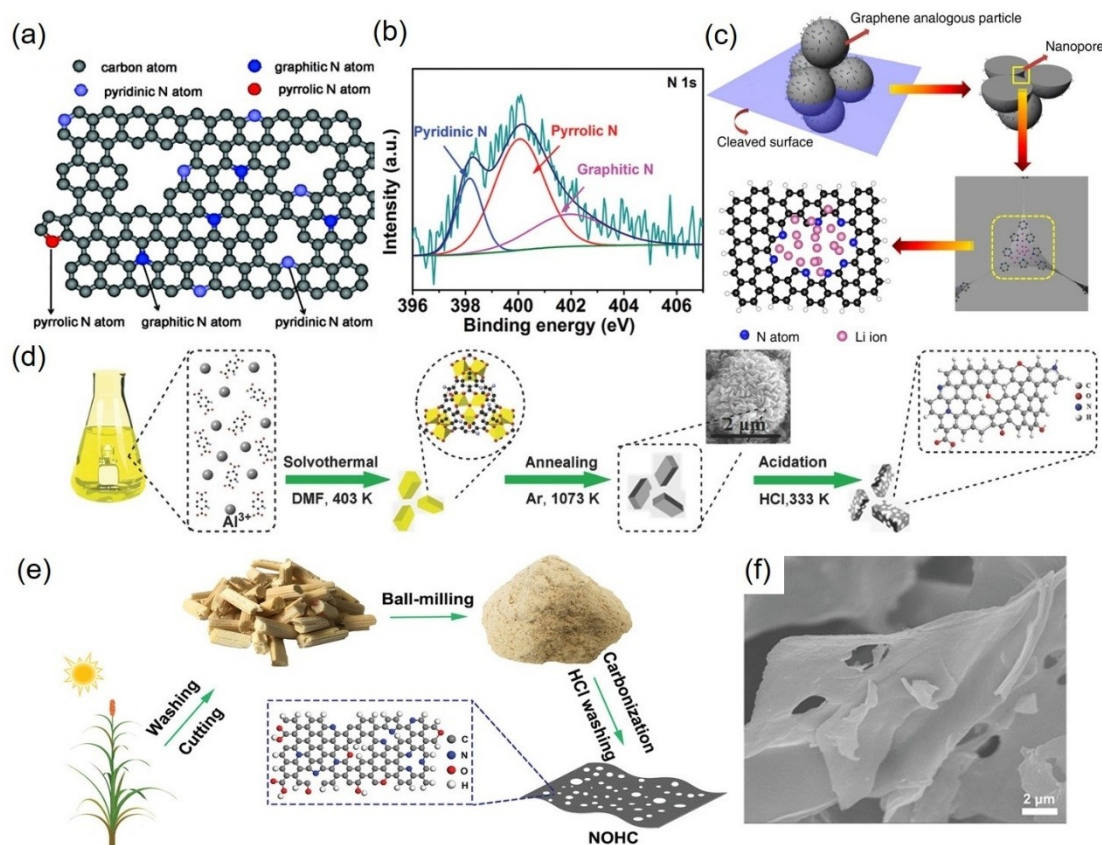 (a)
carbon atom
graphitic N atom
pyridinic N atom
pyrrolic N atom
pyrrolic N atom
graphitic N atom
pyridinic N atom
(b)
N 1s
Pyridinic N
Pyrrolic N
Graphitic N
Intensity (a.u.)
396 398 400 402 404 406
Binding energy (eV)
(c)
Graphene analogous particle
Nanopore
Cleaved surface
N atom
Li ion
(d)
Al3+
Solvothermal
DMF, 403 K
Annealing
Ar, 1073 K
2 μm
Acidation
HCl,333 K
C
O
N
H
(e)
Washing
Cutting
Ball-milling
Carbonization
HCl washing
C
N
O
H
NOHC
(f)
2 μm